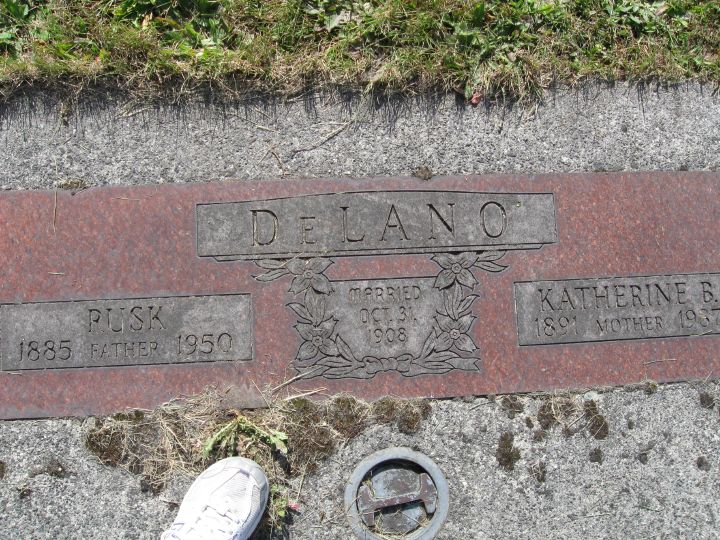 DeLANO
RUSK
1885 FATHER 1950
MARRIED
OCT. 31,
1908
KATHERINE B.
1891 MOTHER